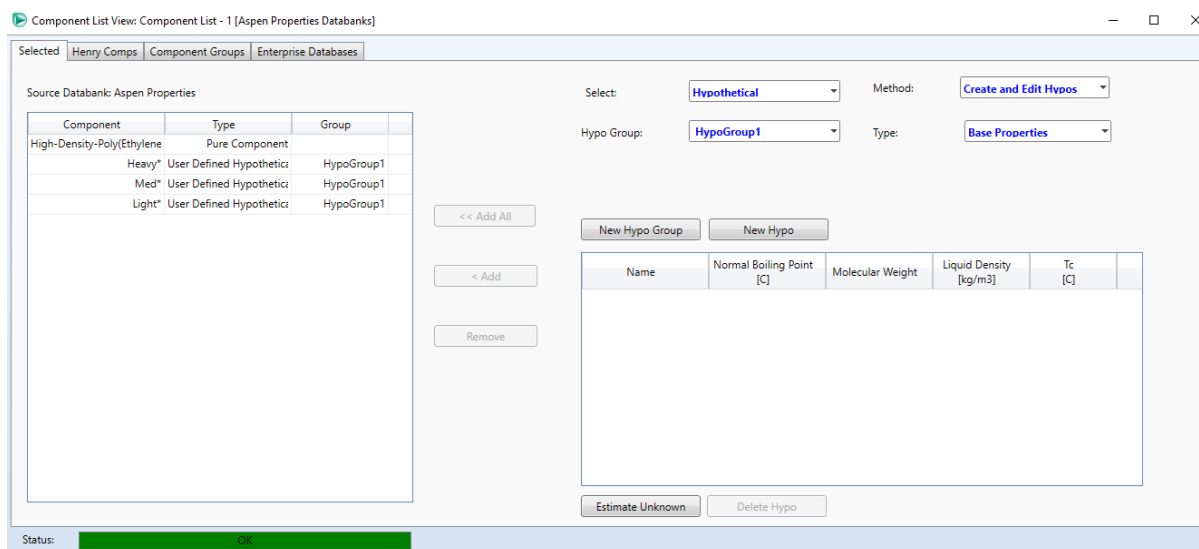 Component List View: Component List - 1 [Aspen Properties Databanks]
Selected Henry Comps Component Groups Enterprise Databases
Source Databank: Aspen Properties
Component Type Group
High-Density-Poly(Ethylene Pure Component
Heavy* User Defined Hypothetica HypoGroup1
Med* User Defined Hypothetica HypoGroup1
Light* User Defined Hypothetica HypoGroup1
<< Add All
< Add
Remove
Select: Hypothetical Method: Create and Edit Hypos
Hypo Group: HypoGroup1 Type: Base Properties
New Hypo Group New Hypo
Name Normal Boiling Point [C] Molecular Weight Liquid Density [kg/m3] Tc [C]
Estimate Unknown Delete Hypo
Status: OK